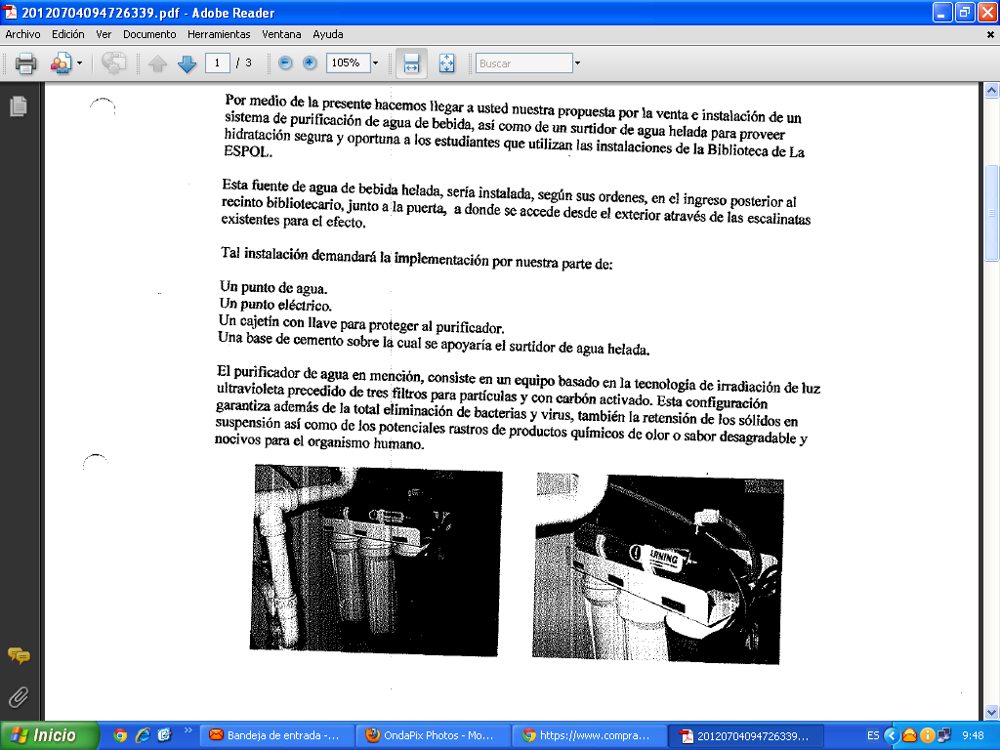 20120704094726339.pdf - Adobe Reader
Archivo Edición Ver Documento Herramientas Ventana Ayuda
1 / 3 105% Buscar
Por medio de la presente hacemos llegar a usted nuestra propuesta por la venta e instalación de un
sistema de purificación de agua de bebida, así como de un surtidor de agua helada para proveer
hidratación segura y oportuna a los estudiantes que utilizan las instalaciones de la Biblioteca de La
ESPOL.
Esta fuente de agua de bebida helada, sería instalada, según sus ordenes, en el ingreso posterior al
recinto bibliotecario, junto a la puerta, a donde se accede desde el exterior através de las escalinatas
existentes para el efecto.
Tal instalación demandará la implementación por nuestra parte de:
Un punto de agua.
Un punto eléctrico.
Un cajetín con llave para proteger al purificador.
Una base de cemento sobre la cual se apoyaría el surtidor de agua helada.
El purificador de agua en mención, consiste en un equipo basado en la tecnología de irradiación de luz
ultravioleta precedido de tres filtros para partículas y con carbón activado. Esta configuración
garantiza además de la total eliminación de bacterias y virus, también la retensión de los sólidos en
suspensión así como de los potenciales rastros de productos químicos de olor o sabor desagradable y
nocivos para el organismo humano.
ARNING
Inicio Bandeja de entrada -... OndaPix Photos - Mo... https://www.compra... 20120704094726339... ES 9:48